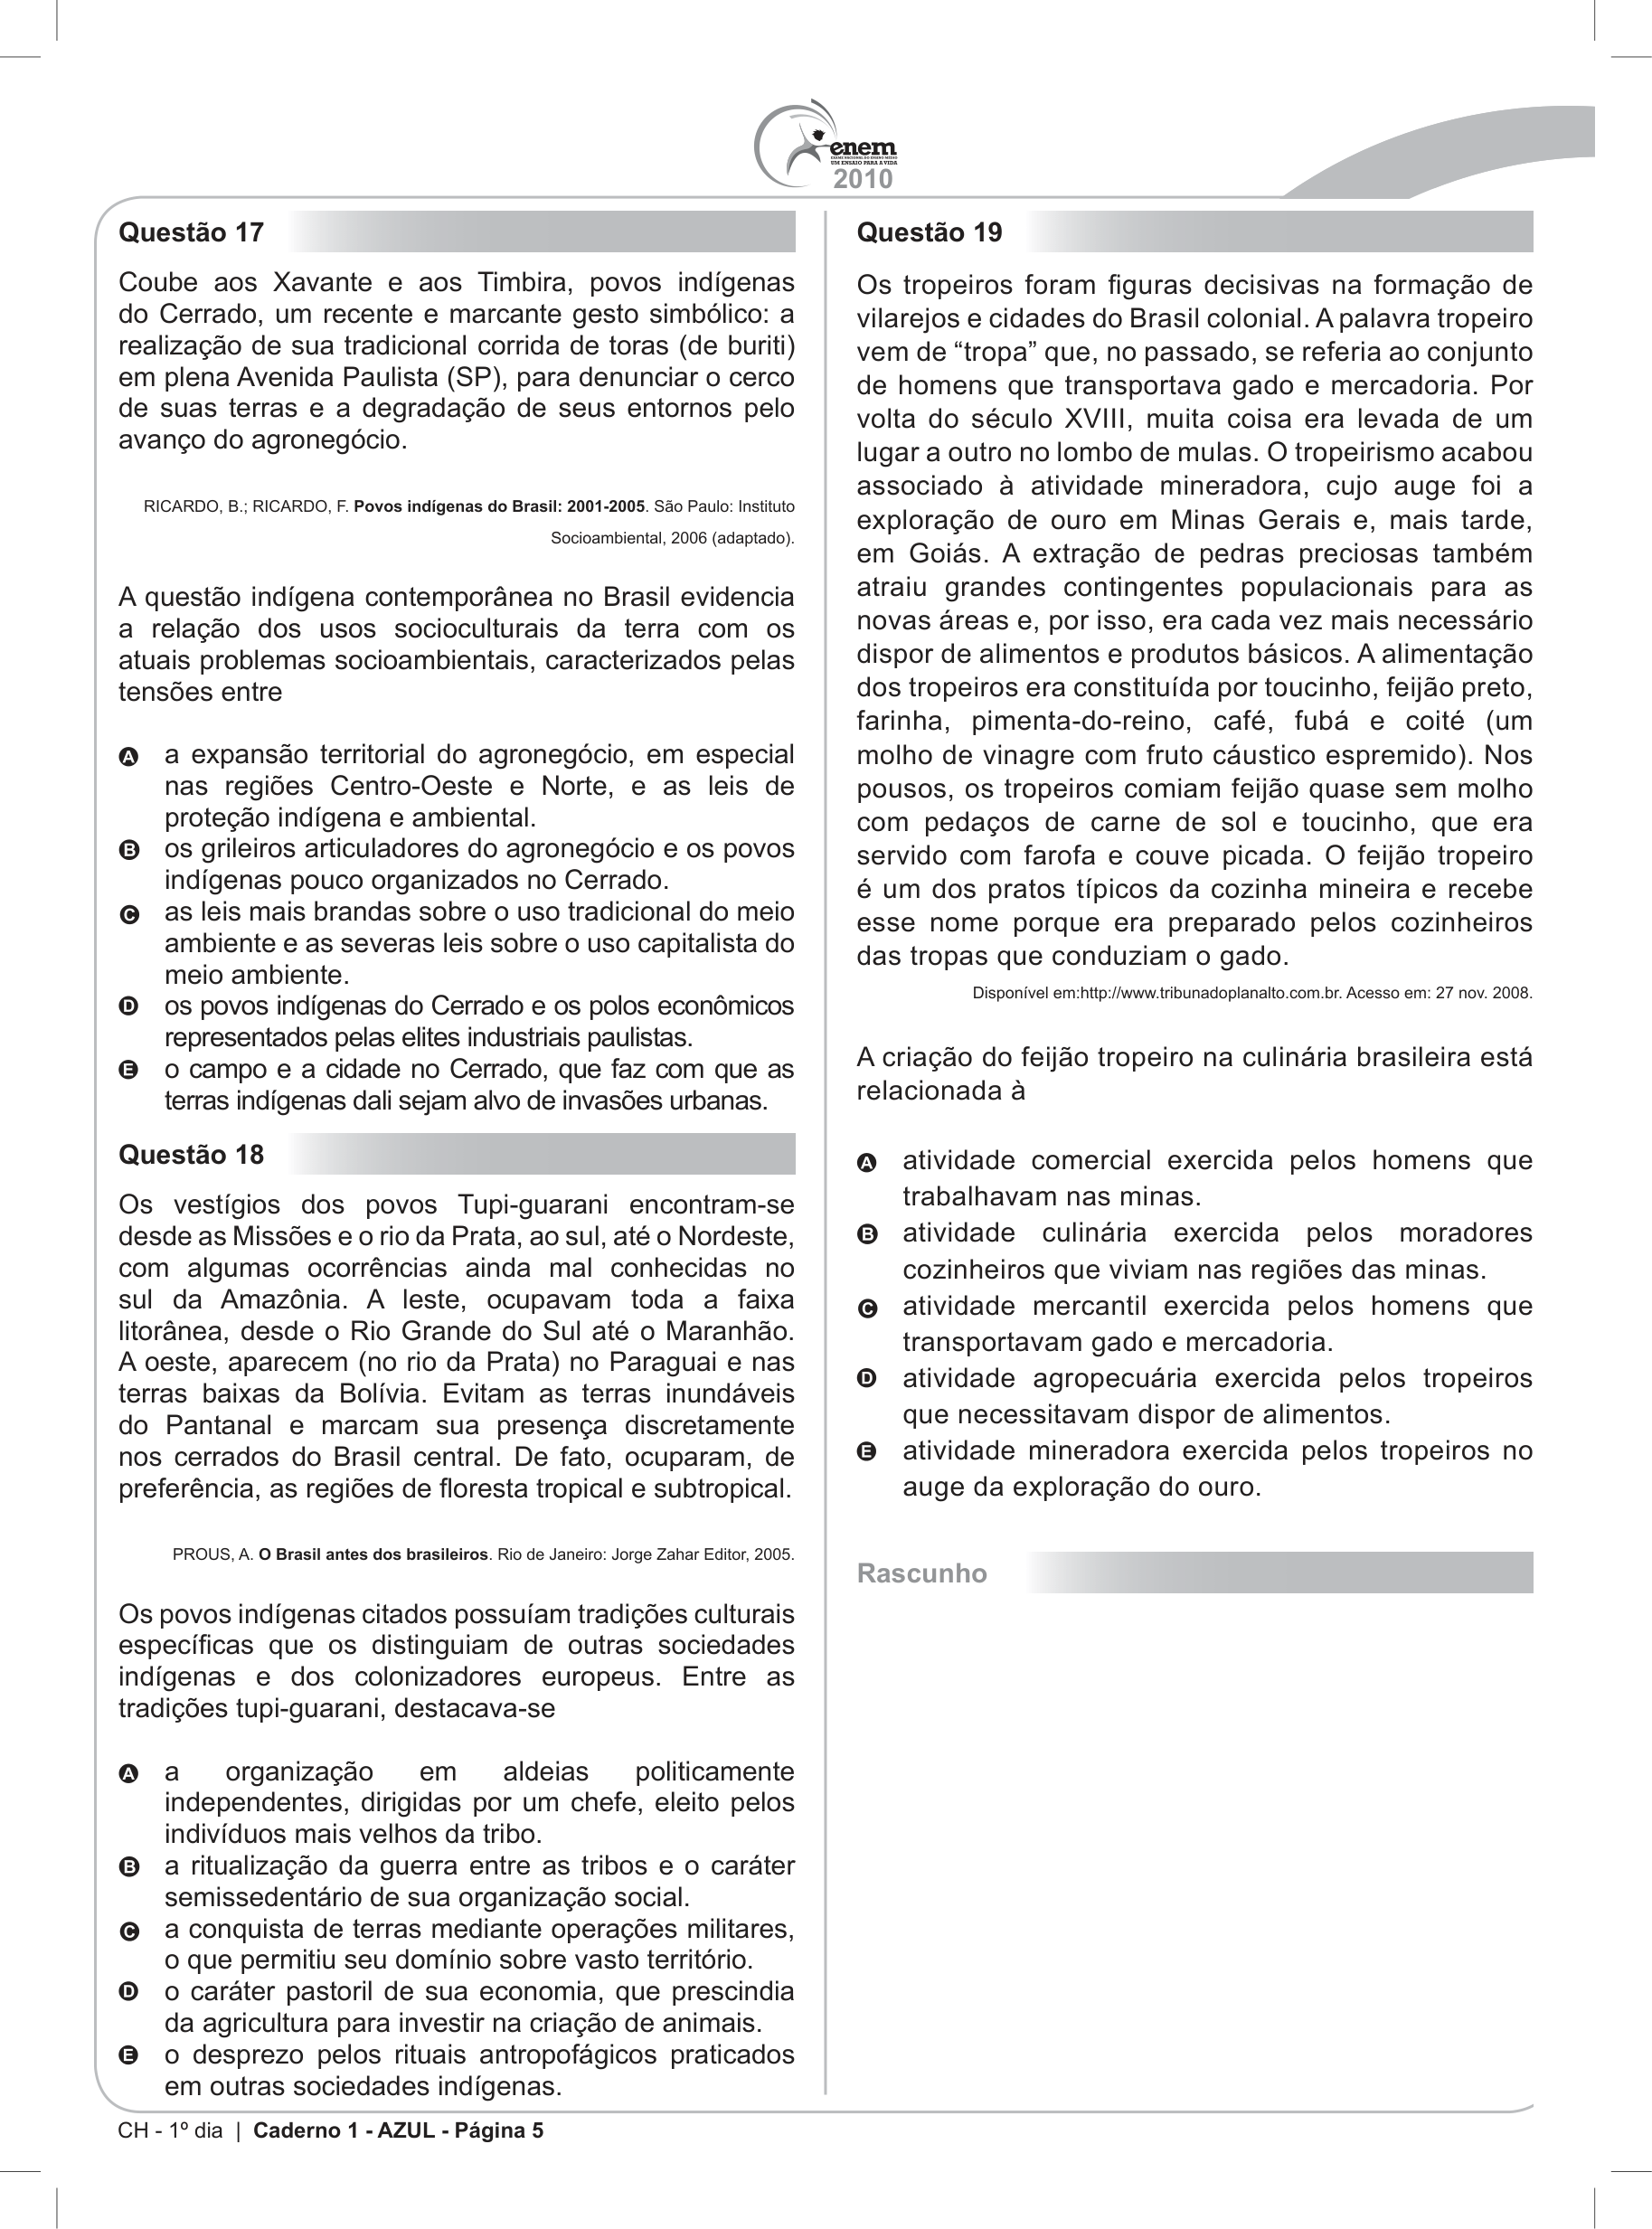 enem
EXAME NACIONAL DO ENSINO MÉDIO
UM ENSAIO PARA A VIDA
2010
Questão 17
Coube aos Xavante e aos Timbira, povos indígenas
do Cerrado, um recente e marcante gesto simbólico: a
realização de sua tradicional corrida de toras (de buriti)
em plena Avenida Paulista (SP), para denunciar o cerco
de suas terras e a degradação de seus entornos pelo
avanço do agronegócio.
RICARDO, B.; RICARDO, F. Povos indígenas do Brasil: 2001-2005. São Paulo: Instituto
Socioambiental, 2006 (adaptado).
A questão indígena contemporânea no Brasil evidencia
a relação dos usos socioculturais da terra com os
atuais problemas socioambientais, caracterizados pelas
tensões entre
A a expansão territorial do agronegócio, em especial
nas regiões Centro-Oeste e Norte, e as leis de
proteção indígena e ambiental.
B os grileiros articuladores do agronegócio e os povos
indígenas pouco organizados no Cerrado.
C as leis mais brandas sobre o uso tradicional do meio
ambiente e as severas leis sobre o uso capitalista do
meio ambiente.
D os povos indígenas do Cerrado e os polos econômicos
representados pelas elites industriais paulistas.
E o campo e a cidade no Cerrado, que faz com que as
terras indígenas dali sejam alvo de invasões urbanas.
Questão 18
Os vestígios dos povos Tupi-guarani encontram-se
desde as Missões e o rio da Prata, ao sul, até o Nordeste,
com algumas ocorrências ainda mal conhecidas no
sul da Amazônia. A leste, ocupavam toda a faixa
litorânea, desde o Rio Grande do Sul até o Maranhão.
A oeste, aparecem (no rio da Prata) no Paraguai e nas
terras baixas da Bolívia. Evitam as terras inundáveis
do Pantanal e marcam sua presença discretamente
nos cerrados do Brasil central. De fato, ocuparam, de
preferência, as regiões de floresta tropical e subtropical.
PROUS, A. O Brasil antes dos brasileiros. Rio de Janeiro: Jorge Zahar Editor, 2005.
Os povos indígenas citados possuíam tradições culturais
específicas que os distinguiam de outras sociedades
indígenas e dos colonizadores europeus. Entre as
tradições tupi-guarani, destacava-se
A a organização em aldeias politicamente
independentes, dirigidas por um chefe, eleito pelos
indivíduos mais velhos da tribo.
B a ritualização da guerra entre as tribos e o caráter
semissedentário de sua organização social.
C a conquista de terras mediante operações militares,
o que permitiu seu domínio sobre vasto território.
D o caráter pastoril de sua economia, que prescindia
da agricultura para investir na criação de animais.
E o desprezo pelos rituais antropofágicos praticados
em outras sociedades indígenas.
Questão 19
Os tropeiros foram figuras decisivas na formação de
vilarejos e cidades do Brasil colonial. A palavra tropeiro
vem de “tropa” que, no passado, se referia ao conjunto
de homens que transportava gado e mercadoria. Por
volta do século XVIII, muita coisa era levada de um
lugar a outro no lombo de mulas. O tropeirismo acabou
associado à atividade mineradora, cujo auge foi a
exploração de ouro em Minas Gerais e, mais tarde,
em Goiás. A extração de pedras preciosas também
atraiu grandes contingentes populacionais para as
novas áreas e, por isso, era cada vez mais necessário
dispor de alimentos e produtos básicos. A alimentação
dos tropeiros era constituída por toucinho, feijão preto,
farinha, pimenta-do-reino, café, fubá e coité (um
molho de vinagre com fruto cáustico espremido). Nos
pousos, os tropeiros comiam feijão quase sem molho
com pedaços de carne de sol e toucinho, que era
servido com farofa e couve picada. O feijão tropeiro
é um dos pratos típicos da cozinha mineira e recebe
esse nome porque era preparado pelos cozinheiros
das tropas que conduziam o gado.
Disponível em:http://www.tribunadoplanalto.com.br. Acesso em: 27 nov. 2008.
A criação do feijão tropeiro na culinária brasileira está
relacionada à
A atividade comercial exercida pelos homens que
trabalhavam nas minas.
B atividade culinária exercida pelos moradores
cozinheiros que viviam nas regiões das minas.
C atividade mercantil exercida pelos homens que
transportavam gado e mercadoria.
D atividade agropecuária exercida pelos tropeiros
que necessitavam dispor de alimentos.
E atividade mineradora exercida pelos tropeiros no
auge da exploração do ouro.
Rascunho
CH - 1º dia | Caderno 1 - AZUL - Página 5